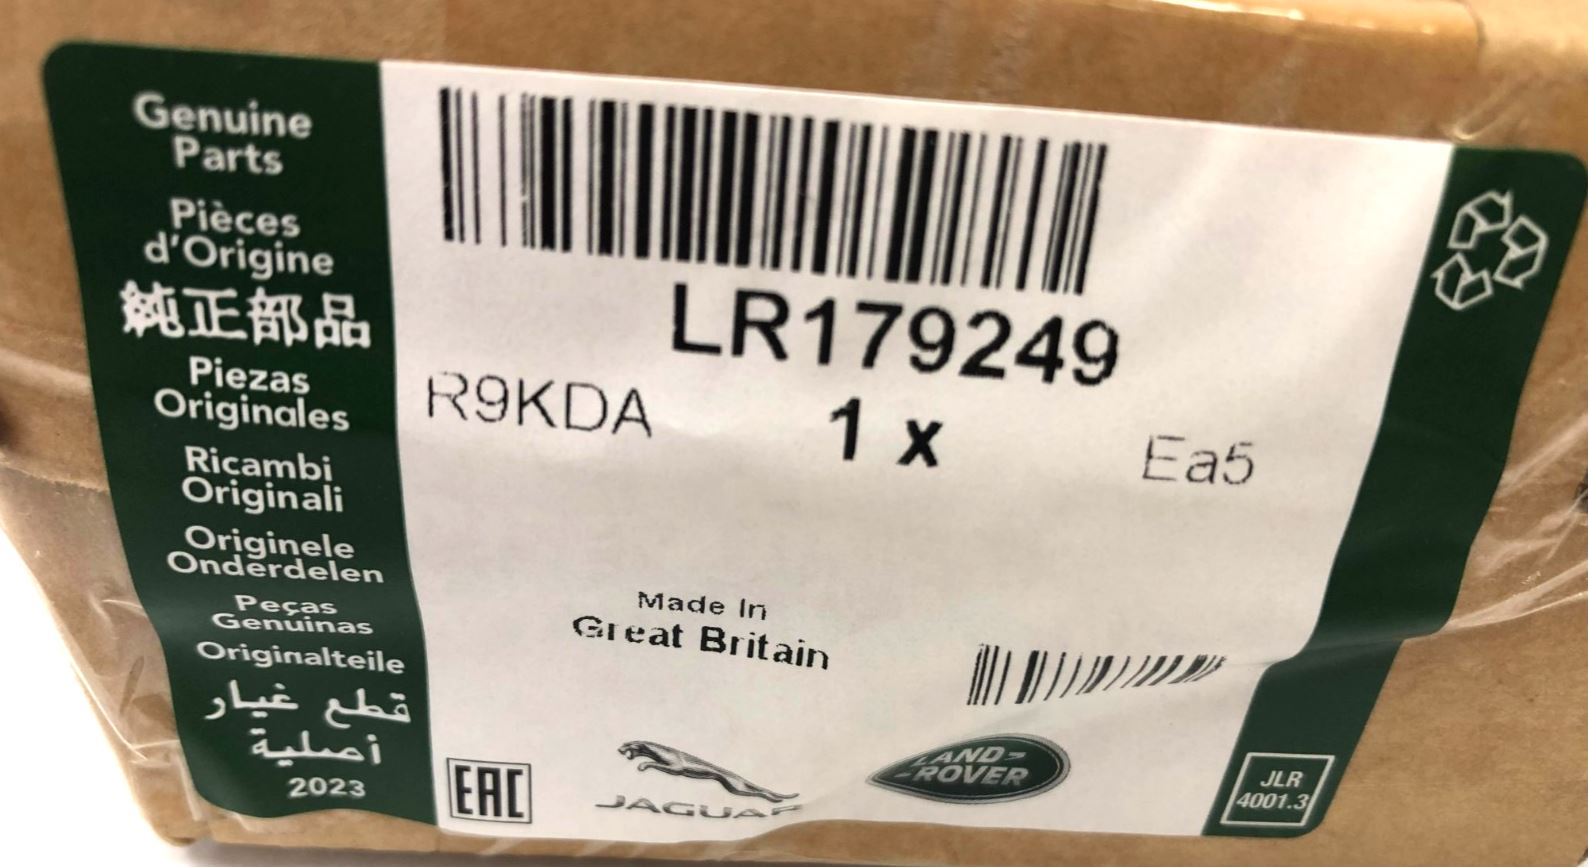 Genuine
Parts
Pièces
d'Origine
純正部品
Piezas
Originales
Ricambi
Originali
Originele
Onderdelen
Peças
Genuinas
Originalteile
قطع غيار
أصلية
2023
LR179249
R9KDA
1 x
Ea5
Made In
Great Britain
EAC
JAGUAR
LAND-
-ROVER
JLR
4001.3